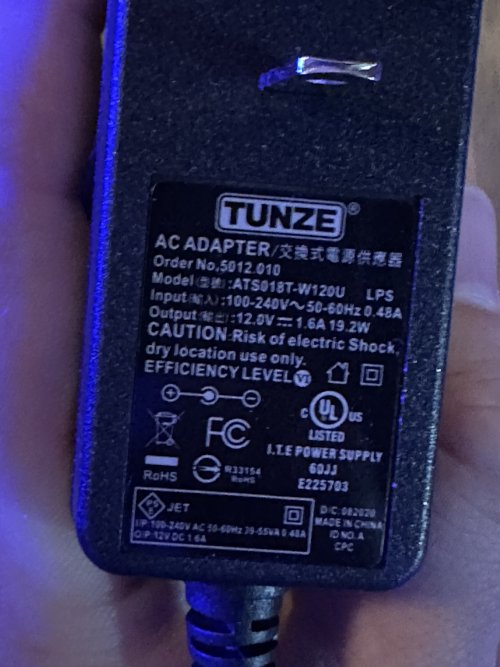 TUNZE®
AC ADAPTER/交換式電源供應器
Order No.5012.010
Model(型號):ATS018T-W120U LPS
Input(輸入):100-240V~50-60Hz 0.48A
Output(輸出):12.0V⎓1.6A 19.2W
CAUTION:Risk of electric Shock,
dry location use only.
EFFICIENCY LEVEL VI
FC
c UL US
LISTED
I.T.E POWER SUPPLY
60JJ
E225703
RoHS
R33154
RoHS
JET
I/P:100-240V AC 50-60Hz 39-55VA 0.48A
O/P:12V DC 1.6A
D/C:082020
MADE IN CHINA
ID NO.A
CPC